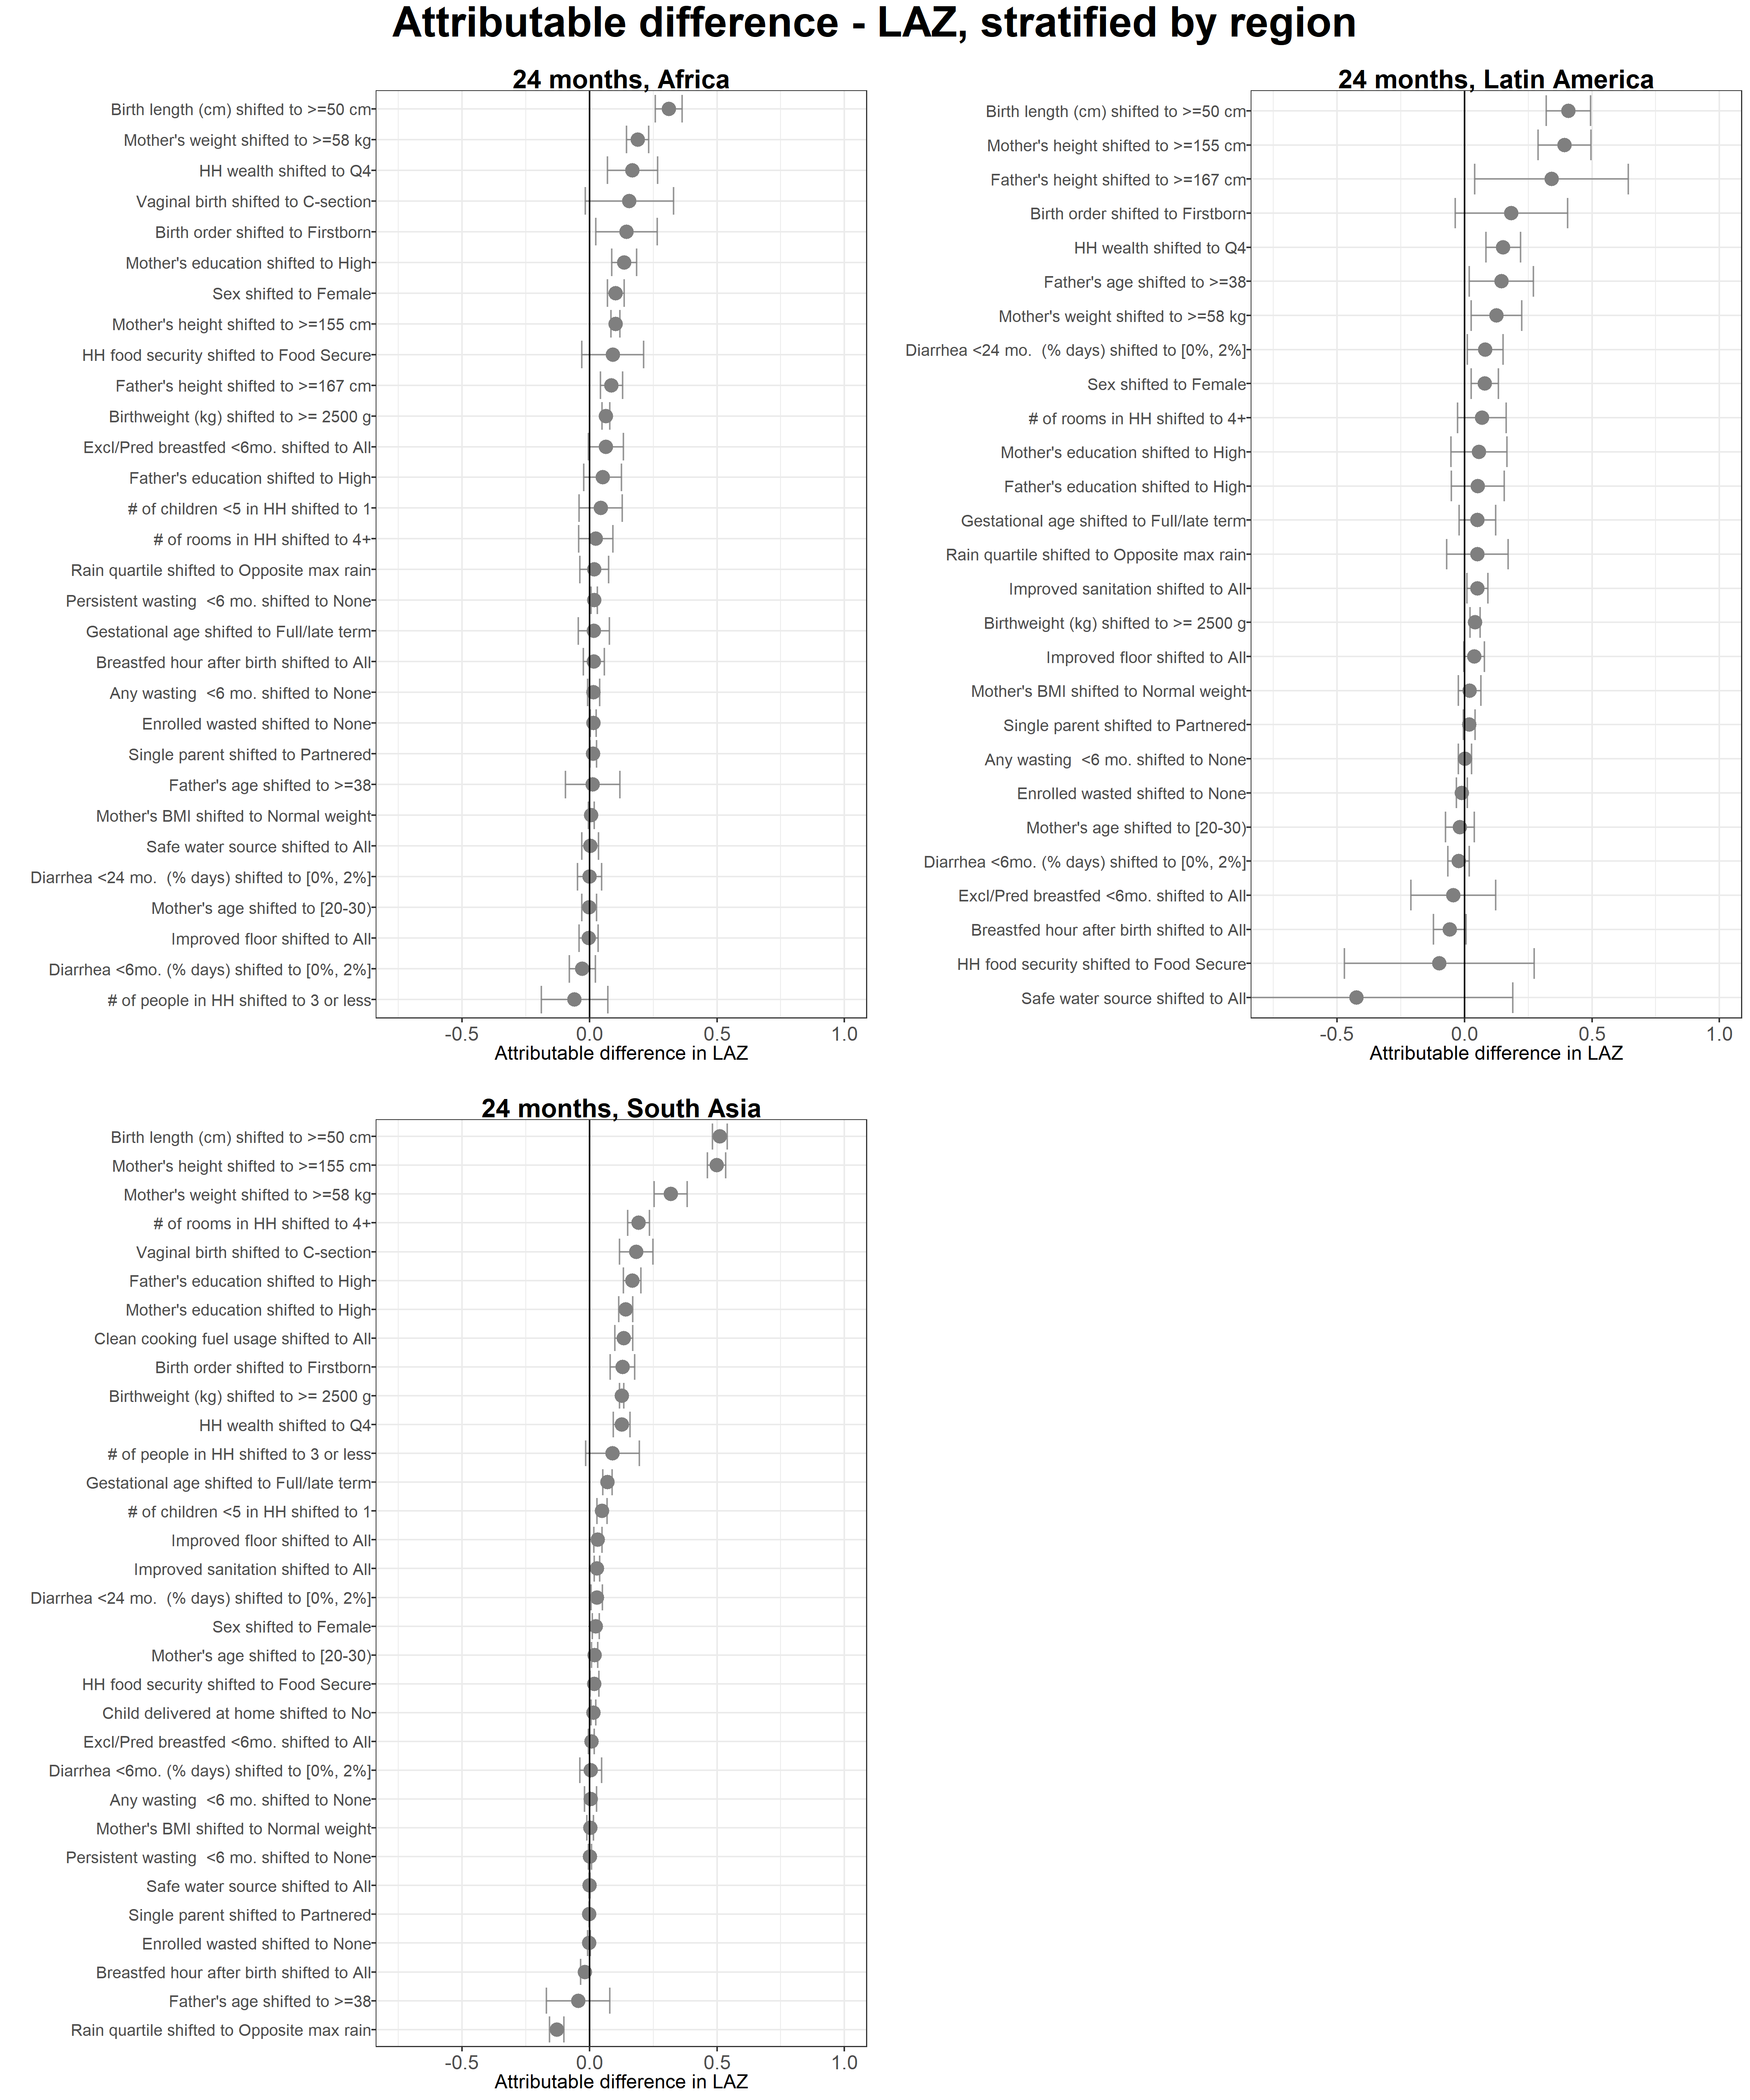 Attributable difference - LAZ, stratified by region
24 months, Africa
Birth length (cm) shifted to >=50 cm
Mother's weight shifted to >=58 kg
HH wealth shifted to Q4
Vaginal birth shifted to C-section
Birth order shifted to Firstborn
Mother's education shifted to High
Sex shifted to Female
Mother's height shifted to >=155 cm
HH food security shifted to Food Secure
Father's height shifted to >=167 cm
Birthweight (kg) shifted to >= 2500 g
Excl/Pred breastfed <6mo. shifted to All
Father's education shifted to High
# of children <5 in HH shifted to 1
# of rooms in HH shifted to 4+
Rain quartile shifted to Opposite max rain
Persistent wasting  <6 mo. shifted to None
Gestational age shifted to Full/late term
Breastfed hour after birth shifted to All
Any wasting  <6 mo. shifted to None
Enrolled wasted shifted to None
Single parent shifted to Partnered
Father's age shifted to >=38
Mother's BMI shifted to Normal weight
Safe water source shifted to All
Diarrhea <24 mo.  (% days) shifted to [0%, 2%]
Mother's age shifted to [20-30)
Improved floor shifted to All
Diarrhea <6mo. (% days) shifted to [0%, 2%]
# of people in HH shifted to 3 or less
-0.5 0.0 0.5 1.0
Attributable difference in LAZ
24 months, Latin America
Birth length (cm) shifted to >=50 cm
Mother's height shifted to >=155 cm
Father's height shifted to >=167 cm
Birth order shifted to Firstborn
HH wealth shifted to Q4
Father's age shifted to >=38
Mother's weight shifted to >=58 kg
Diarrhea <24 mo.  (% days) shifted to [0%, 2%]
Sex shifted to Female
# of rooms in HH shifted to 4+
Mother's education shifted to High
Father's education shifted to High
Gestational age shifted to Full/late term
Rain quartile shifted to Opposite max rain
Improved sanitation shifted to All
Birthweight (kg) shifted to >= 2500 g
Improved floor shifted to All
Mother's BMI shifted to Normal weight
Single parent shifted to Partnered
Any wasting  <6 mo. shifted to None
Enrolled wasted shifted to None
Mother's age shifted to [20-30)
Diarrhea <6mo. (% days) shifted to [0%, 2%]
Excl/Pred breastfed <6mo. shifted to All
Breastfed hour after birth shifted to All
HH food security shifted to Food Secure
Safe water source shifted to All
-0.5 0.0 0.5 1.0
Attributable difference in LAZ
24 months, South Asia
Birth length (cm) shifted to >=50 cm
Mother's height shifted to >=155 cm
Mother's weight shifted to >=58 kg
# of rooms in HH shifted to 4+
Vaginal birth shifted to C-section
Father's education shifted to High
Mother's education shifted to High
Clean cooking fuel usage shifted to All
Birth order shifted to Firstborn
Birthweight (kg) shifted to >= 2500 g
HH wealth shifted to Q4
# of people in HH shifted to 3 or less
Gestational age shifted to Full/late term
# of children <5 in HH shifted to 1
Improved floor shifted to All
Improved sanitation shifted to All
Diarrhea <24 mo.  (% days) shifted to [0%, 2%]
Sex shifted to Female
Mother's age shifted to [20-30)
HH food security shifted to Food Secure
Child delivered at home shifted to No
Excl/Pred breastfed <6mo. shifted to All
Diarrhea <6mo. (% days) shifted to [0%, 2%]
Any wasting  <6 mo. shifted to None
Mother's BMI shifted to Normal weight
Persistent wasting  <6 mo. shifted to None
Safe water source shifted to All
Single parent shifted to Partnered
Enrolled wasted shifted to None
Breastfed hour after birth shifted to All
Father's age shifted to >=38
Rain quartile shifted to Opposite max rain
-0.5 0.0 0.5 1.0
Attributable difference in LAZ